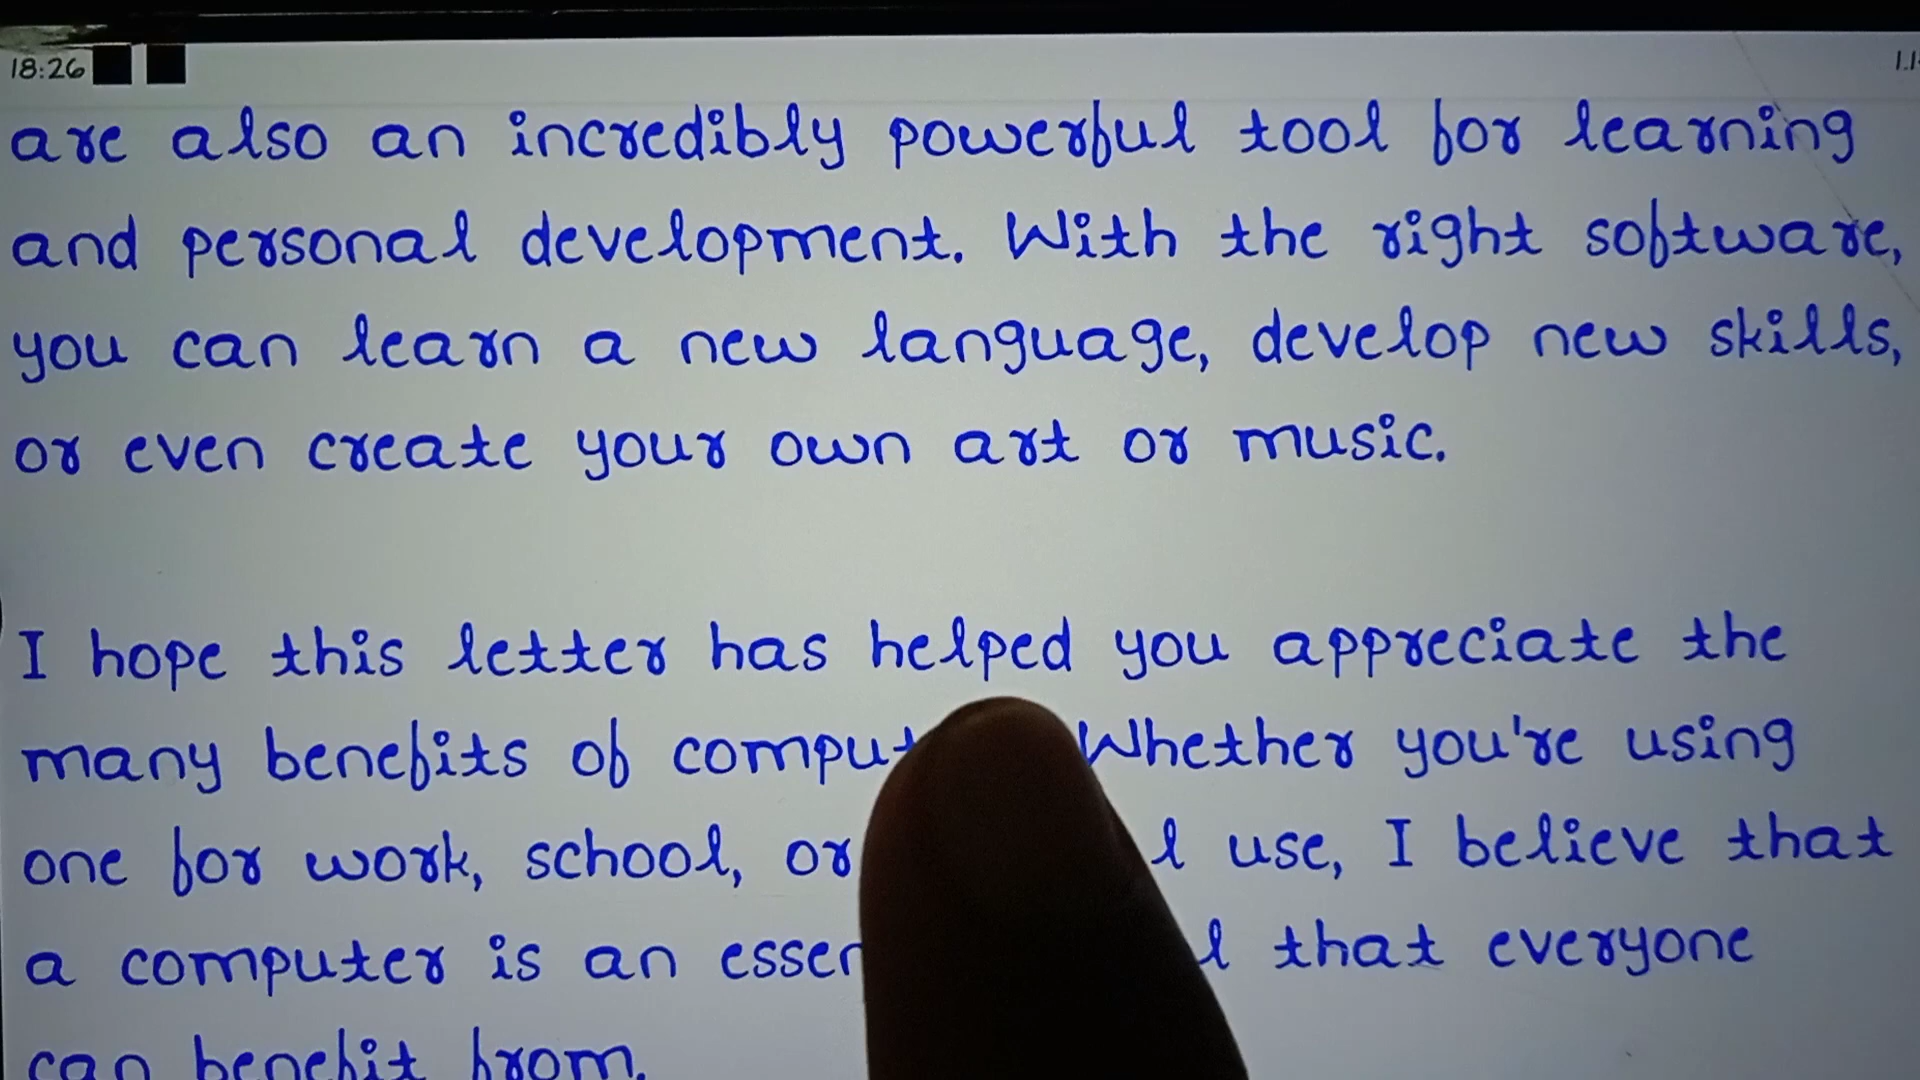 18:26
are also an incredibly powerful tool for learning
and personal development. With the right software,
you can learn a new language, develop new skills,
or even create your own art or music.
I hope this letter has helped you appreciate the
many benefits of Whether you're using
one for work, school, or use, I believe that
a computer is an that everyone
can benefit from.